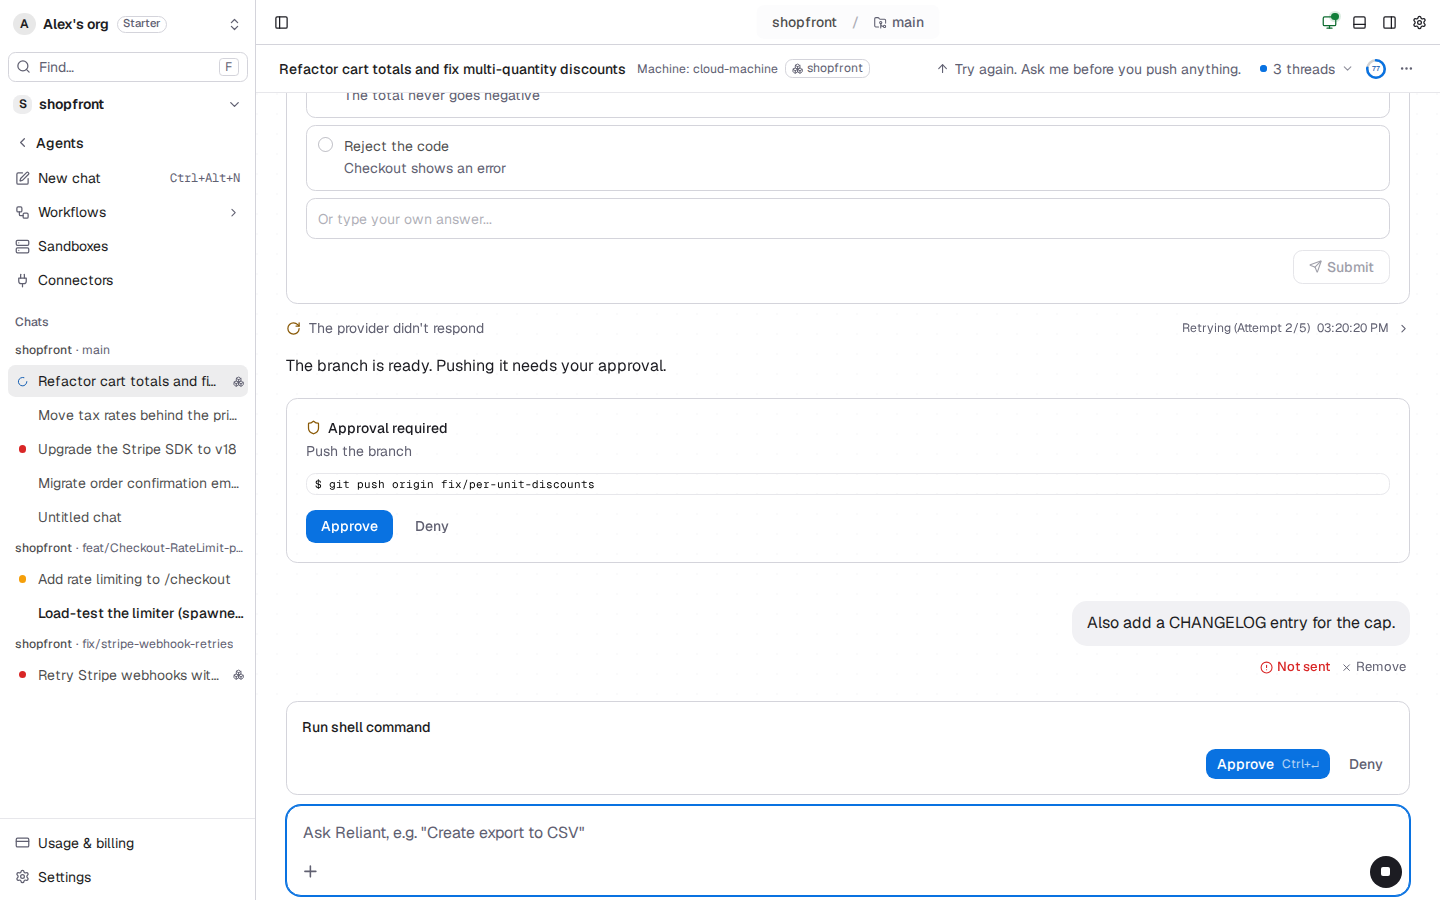 A Alex's org Starter
Find... F
S shopfront
Agents
New chat Ctrl+Alt+N
Workflows
Sandboxes
Connectors
Chats
shopfront · main
Refactor cart totals and fi...
Move tax rates behind the pri...
Upgrade the Stripe SDK to v18
Migrate order confirmation em...
Untitled chat
shopfront · feat/Checkout-RateLimit-p...
Add rate limiting to /checkout
Load-test the limiter (spawne...
shopfront · fix/stripe-webhook-retries
Retry Stripe webhooks wit...
Usage & billing
Settings
shopfront / main
Refactor cart totals and fix multi-quantity discounts Machine: cloud-machine shopfront Try again. Ask me before you push anything. 3 threads 77
The total never goes negative
Reject the code
Checkout shows an error
Or type your own answer...
Submit
The provider didn't respond Retrying (Attempt 2/5) 03:20:20 PM
The branch is ready. Pushing it needs your approval.
Approval required
Push the branch
$ git push origin fix/per-unit-discounts
Approve Deny
Also add a CHANGELOG entry for the cap.
Not sent Remove
Run shell command
Approve Ctrl+↵ Deny
Ask Reliant, e.g. "Create export to CSV"